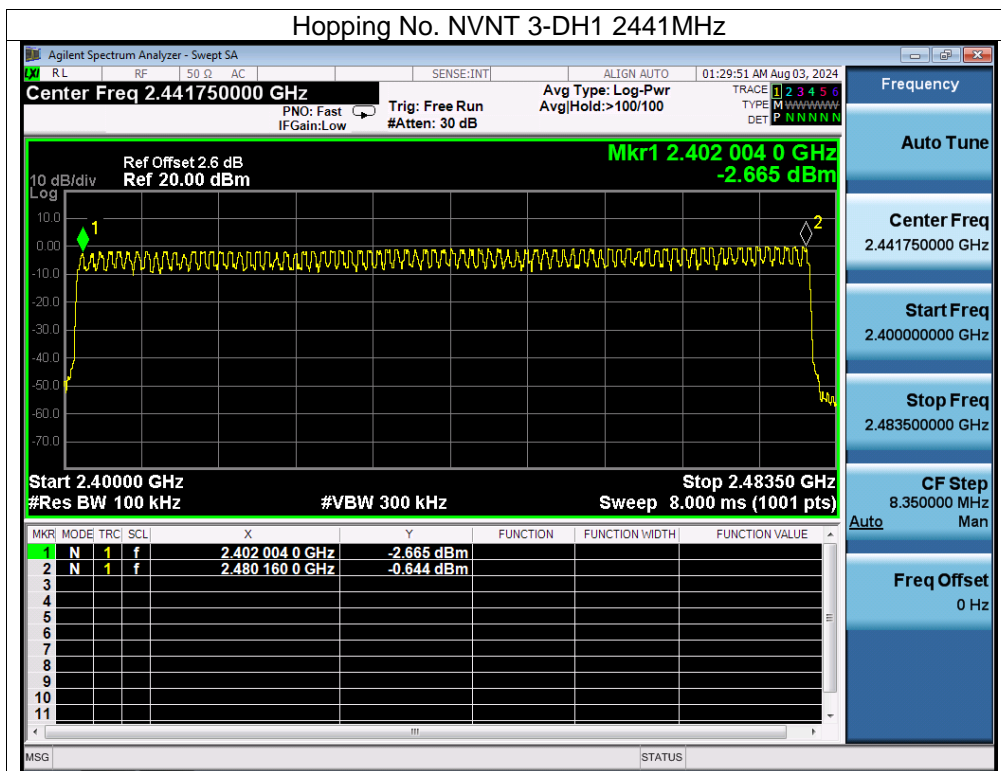 Hopping No. NVNT 3-DH1 2441MHz
Agilent Spectrum Analyzer - Swept SA
LXI RL RF 50 Ω AC SENSE:INT ALIGN AUTO 01:29:51 AM Aug 03, 2024
Center Freq 2.441750000 GHz
PNO: Fast
IFGain:Low
Trig: Free Run
#Atten: 30 dB
Avg Type: Log-Pwr
Avg|Hold:>100/100
TRACE 1 2 3 4 5 6
TYPE M W W W W W
DET P N N N N N
Ref Offset 2.6 dB
Ref 20.00 dBm
10 dB/div
Log
Mkr1 2.402 004 0 GHz
-2.665 dBm
10.0
0.00
-10.0
-20.0
-30.0
-40.0
-50.0
-60.0
-70.0
1
2
Start 2.40000 GHz Stop 2.48350 GHz
#Res BW 100 kHz #VBW 300 kHz Sweep 8.000 ms (1001 pts)
MKR MODE TRC SCL X Y FUNCTION FUNCTION WIDTH FUNCTION VALUE
1 N 1 f 2.402 004 0 GHz -2.665 dBm
2 N 1 f 2.480 160 0 GHz -0.644 dBm
3
4
5
6
7
8
9
10
11
MSG STATUS
Frequency
Auto Tune
Center Freq
2.441750000 GHz
Start Freq
2.400000000 GHz
Stop Freq
2.483500000 GHz
CF Step
8.350000 MHz
Auto Man
Freq Offset
0 Hz